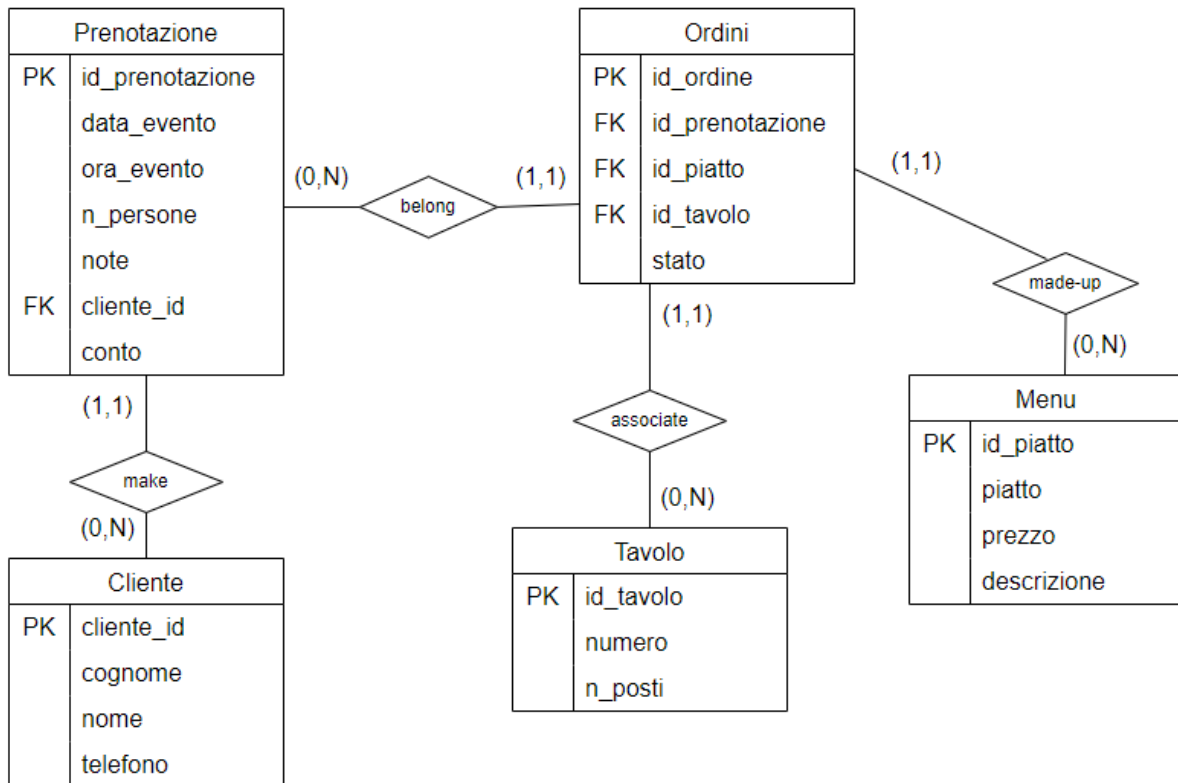 Prenotazione
PK id_prenotazione
data_evento
ora_evento
n_persone
note
FK cliente_id
conto
(0,N)
belong
(1,1)
Ordini
PK id_ordine
FK id_prenotazione
FK id_piatto
FK id_tavolo
stato
(1,1)
made-up
(0,N)
Menu
PK id_piatto
piatto
prezzo
descrizione
(1,1)
associate
(0,N)
Tavolo
PK id_tavolo
numero
n_posti
(1,1)
make
(0,N)
Cliente
PK cliente_id
cognome
nome
telefono